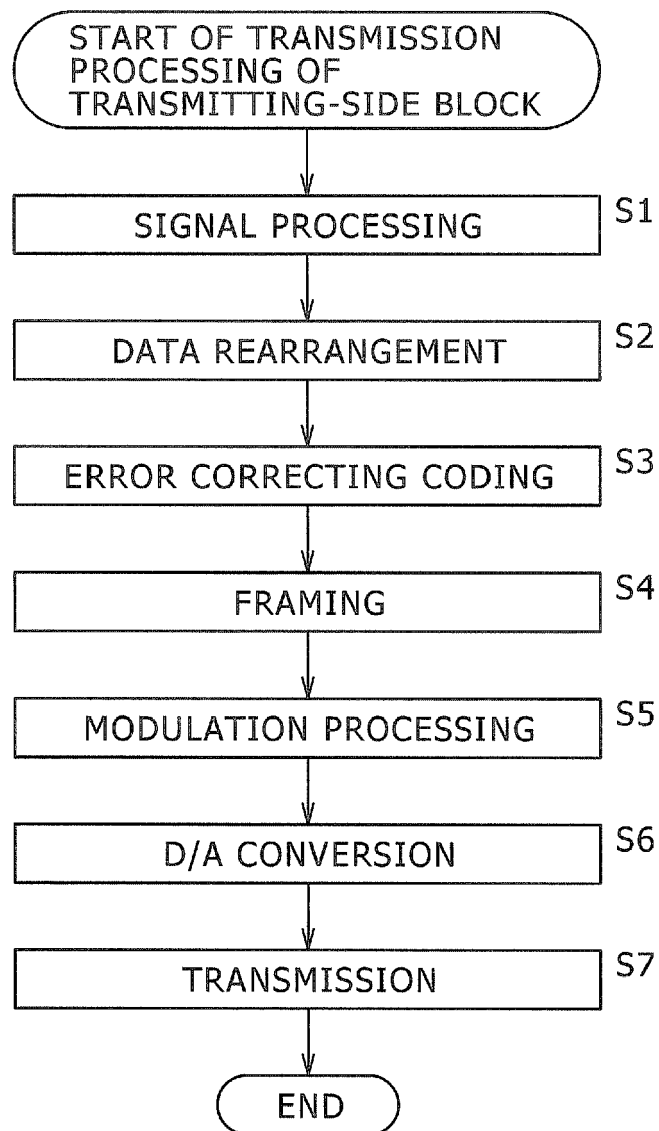 START OF TRANSMISSION
PROCESSING OF
TRANSMITTING-SIDE BLOCK
SIGNAL PROCESSING S1
DATA REARRANGEMENT S2
ERROR CORRECTING CODING S3
FRAMING S4
MODULATION PROCESSING S5
D/A CONVERSION S6
TRANSMISSION S7
END